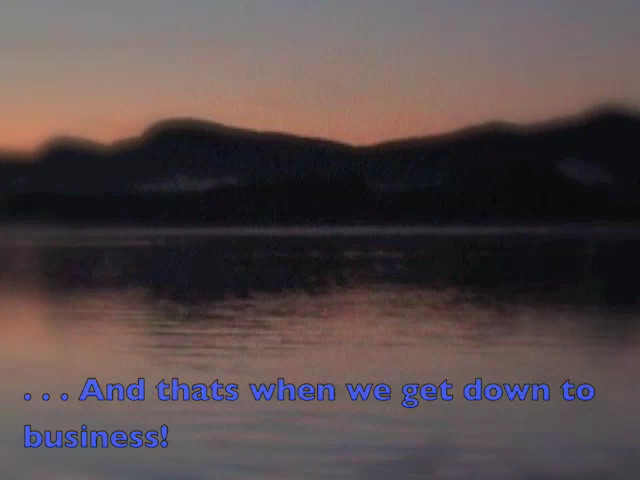 . . . And thats when we get down to
business!